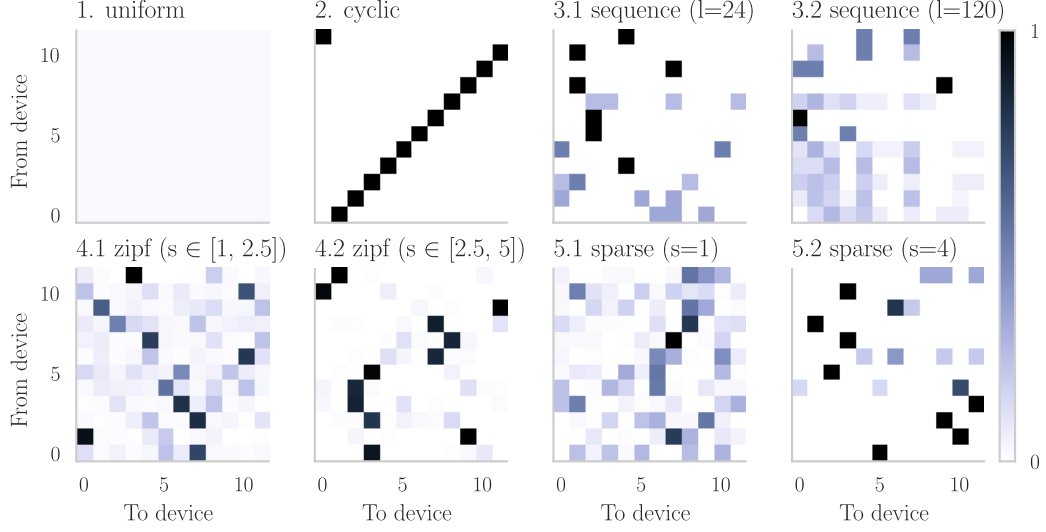 1. uniform
2. cyclic
3.1 sequence (l=24)
3.2 sequence (l=120)
From device
10
5
0
1
0
4.1 zipf (s ∈ [1, 2.5])
4.2 zipf (s ∈ [2.5, 5])
5.1 sparse (s=1)
5.2 sparse (s=4)
From device
10
5
0
0 5 10
0 5 10
0 5 10
0 5 10
To device
To device
To device
To device